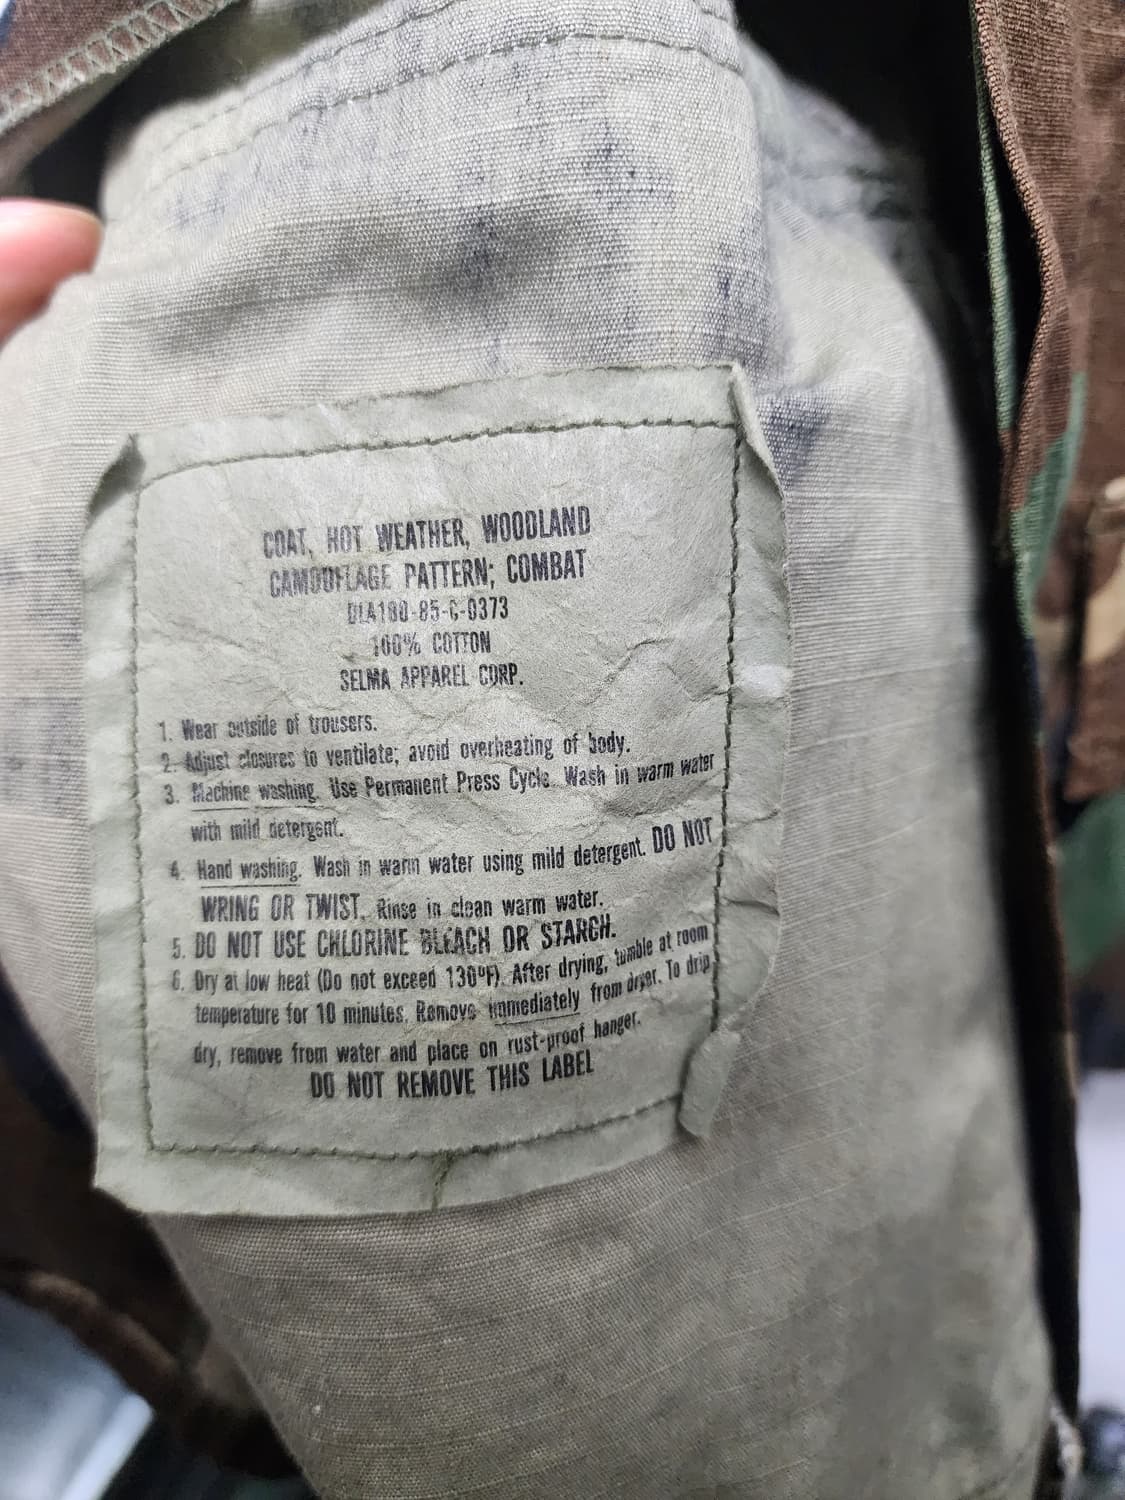 COAT, HOT WEATHER, WOODLAND
CAMOUFLAGE PATTERN; COMBAT
DLA100-85-C-0373
100% COTTON
SELMA APPAREL CORP.
1. Wear outside of trousers.
2. Adjust closures to ventilate; avoid overheating of body.
3. Machine washing. Use Permanent Press Cycle. Wash in warm water
with mild detergent.
4. Hand washing. Wash in warm water using mild detergent. DO NOT
WRING OR TWIST. Rinse in clean warm water.
5. DO NOT USE CHLORINE BLEACH OR STARCH.
6. Dry at low heat (Do not exceed 130°F). After drying, tumble at room
temperature for 10 minutes. Remove immediately from dryer. To drip
dry, remove from water and place on rust-proof hanger.
DO NOT REMOVE THIS LABEL